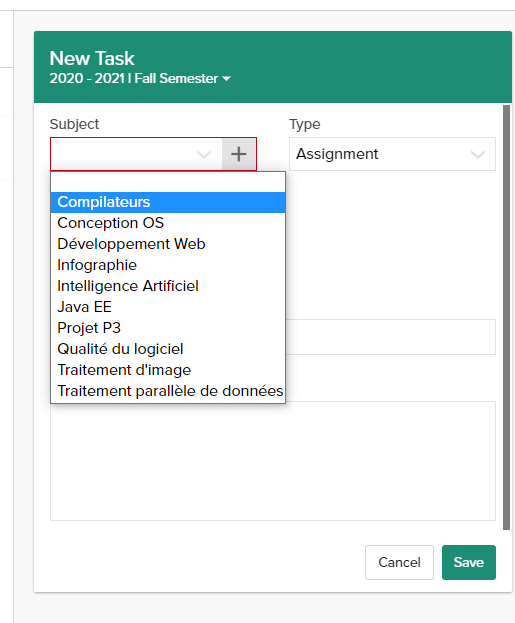 New Task
2020 - 2021 | Fall Semester
Subject
Type
Assignment
Compilateurs
Conception OS
Développement Web
Infographie
Intelligence Artificiel
Java EE
Projet P3
Qualité du logiciel
Traitement d'image
Traitement parallèle de données
Cancel
Save